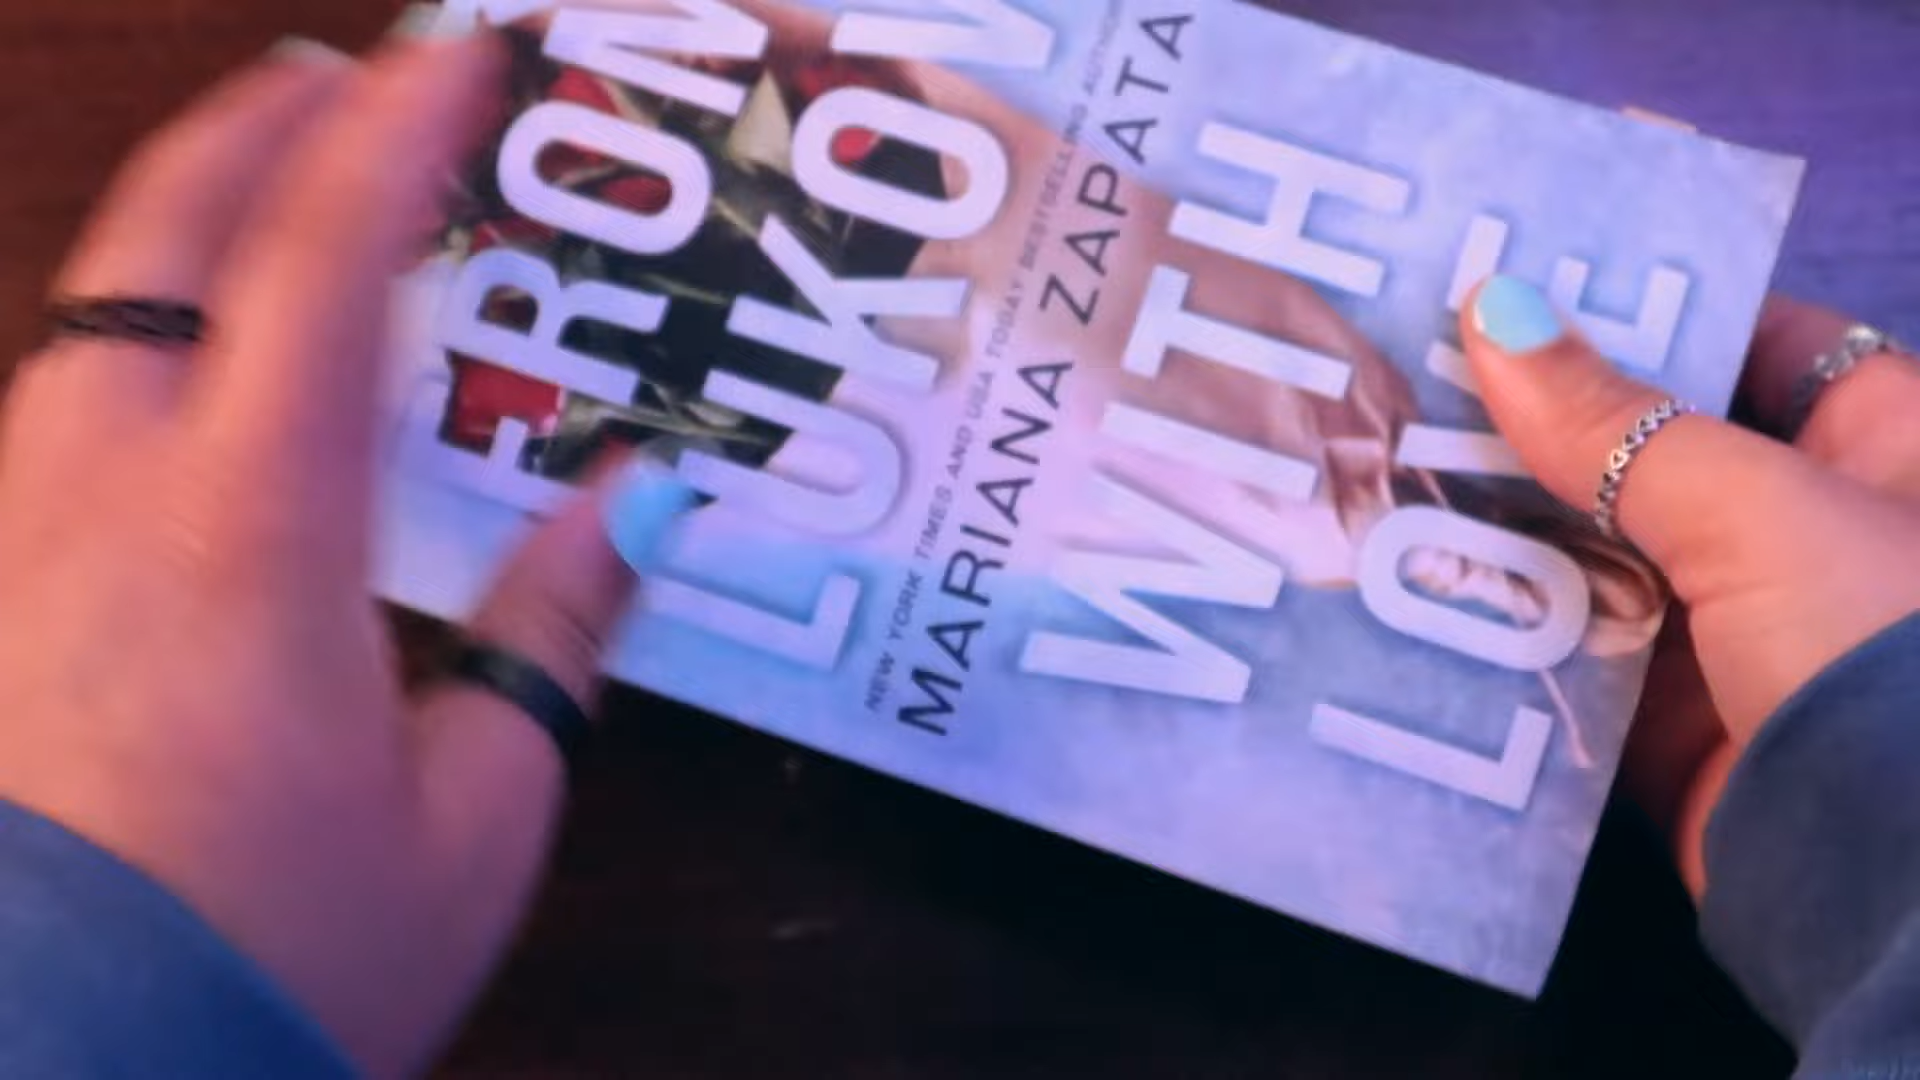 FROM
LUKOV
NEW YORK TIMES AND USA TODAY BESTSELLING AUTHOR
MARIANA ZAPATA
WITH
LOVE